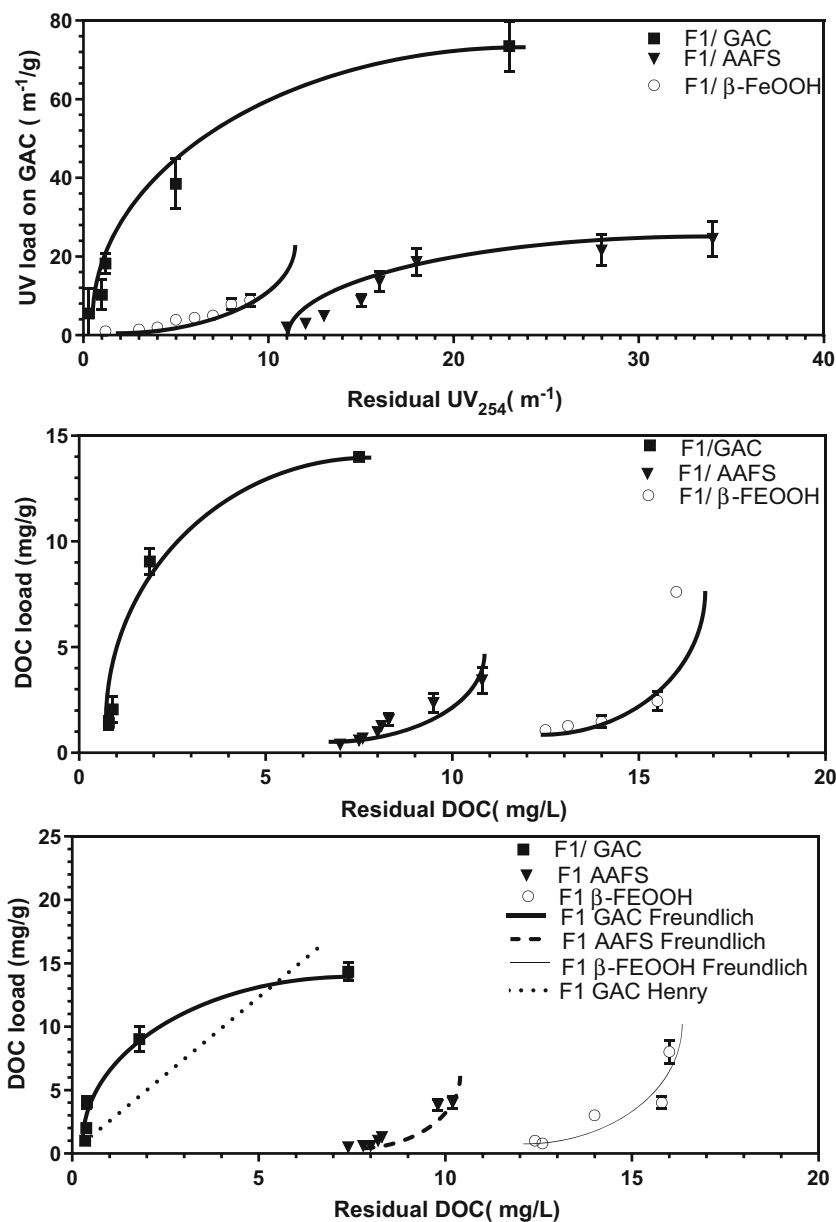 80
60
40
20
0
UV load on GAC ( m⁻¹/g)
F1/ GAC
F1/ AAFS
F1/ β-FeOOH
0 10 20 30 40
Residual UV₂₅₄( m⁻¹)
15
10
5
0
DOC looad (mg/g)
F1/GAC
F1/ AAFS
F1/ β-FEOOH
0 5 10 15 20
Residual DOC( mg/L)
25
20
15
10
5
0
DOC looad (mg/g)
F1/ GAC
F1 AAFS
F1 β-FEOOH
F1 GAC Freundlich
F1 AAFS Freundlich
F1 β-FEOOH Freundlich
F1 GAC Henry
0 5 10 15 20
Residual DOC( mg/L)